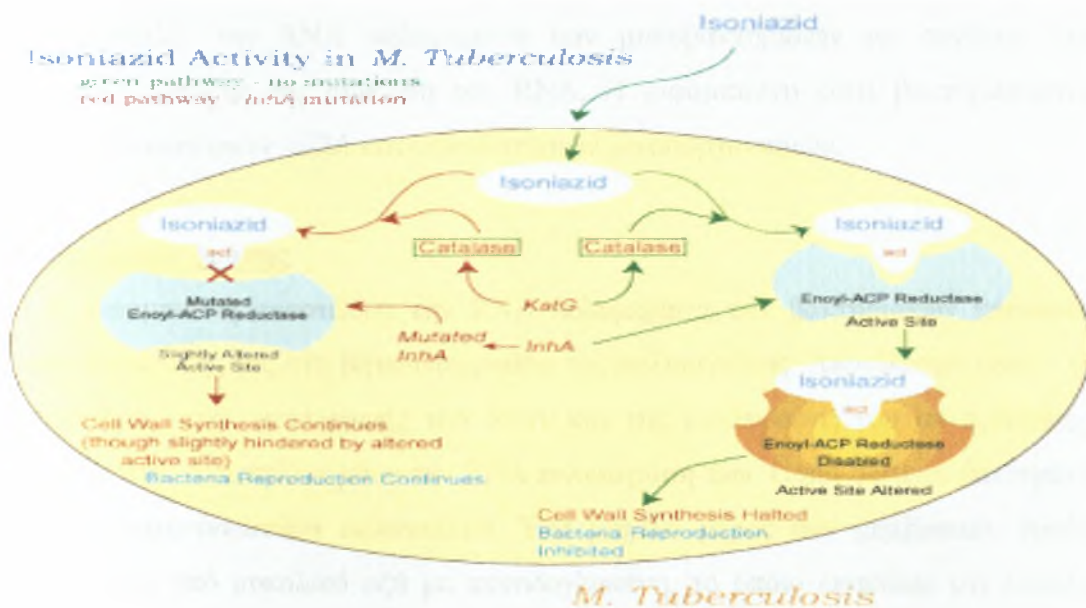 Isoniazid
Isoniazid Activity in M. Tuberculosis
green pathway - no mutations
red pathway - InhA mutation
Isoniazid
Isoniazid
act
Mutated
Enoyl-ACP Reductase
Slightly Altered
Active Site
Cell Wall Synthesis Continues
(though slightly hindered by altered
active site)
Bacteria Reproduction Continues
Catalase
Catalase
KatG
Mutated
InhA
InhA
Isoniazid
act
Enoyl-ACP Reductase
Active Site
Isoniazid
act
Enoyl-ACP Reductase
Disabled
Active Site Altered
Cell Wall Synthesis Halted
Bacteria Reproduction
Inhibited
M. Tuberculosis